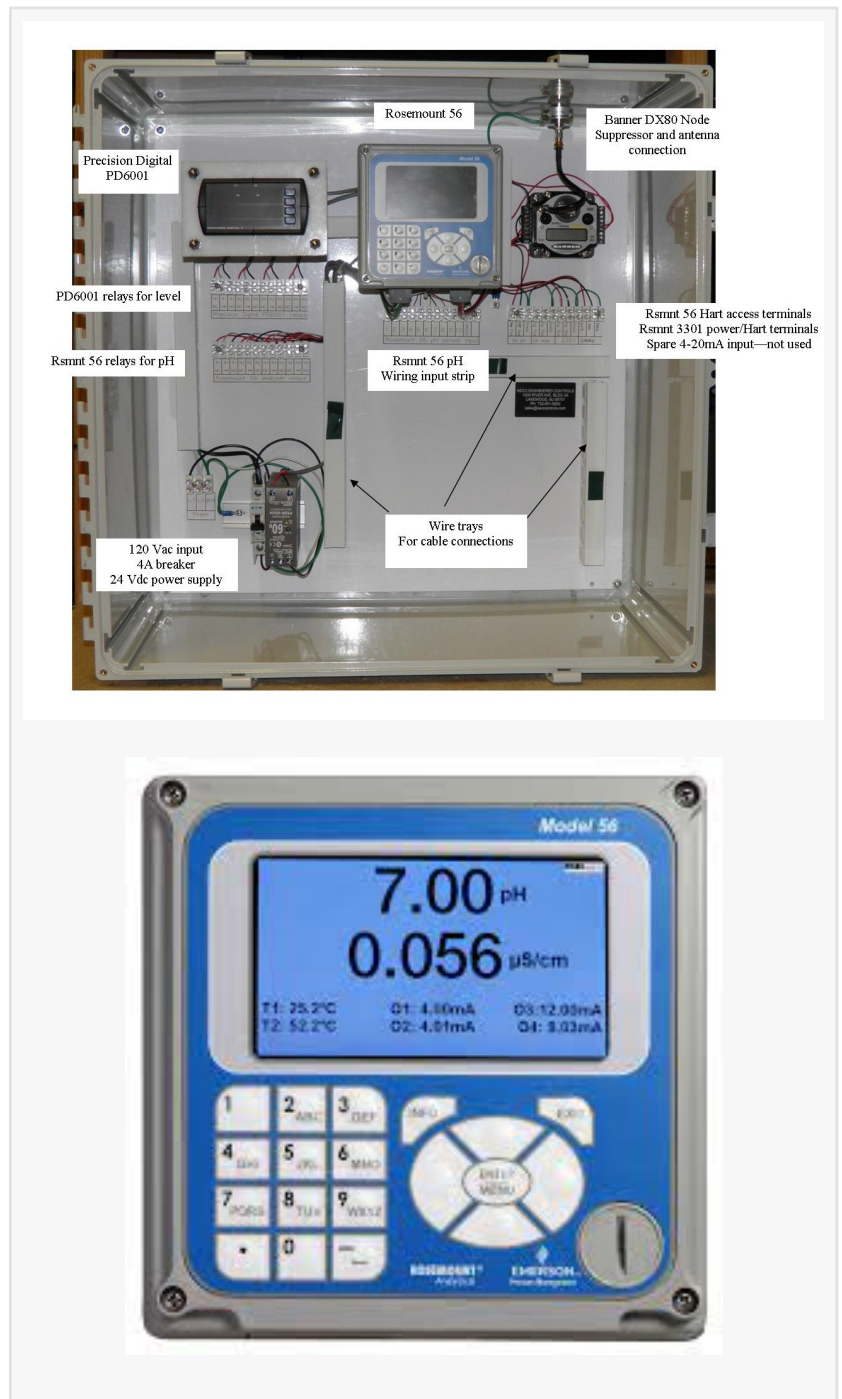 Rosemount 56
Banner DX80 Node
Suppressor and antenna
connection
Precision Digital
PD6001
Model 56
PD6001 relays for level
Rsmnt 56 relays for pH
Rsmnt 56 pH
Wiring input strip
Rsmnt 56 Hart access terminals
Rsmnt 3301 power/Hart terminals
Spare 4-20mA input—not used
Wire trays
For cable connections
120 Vac input
4A breaker
24 Vdc power supply
Model 56
7.00 pH
0.056 µS/cm
T1: 25.2°C
T2: 52.2°C
O2: 4.01mA
O3:12.00mA
1
2 ABC
3 DEF
4 GHI
5 JKL
6 MNO
7 PQRS
8 TUV
9 WXYZ
.
0
INFO
EXIT
MENU
ROSEMOUNT
Analytical
EMERSON
Process Management